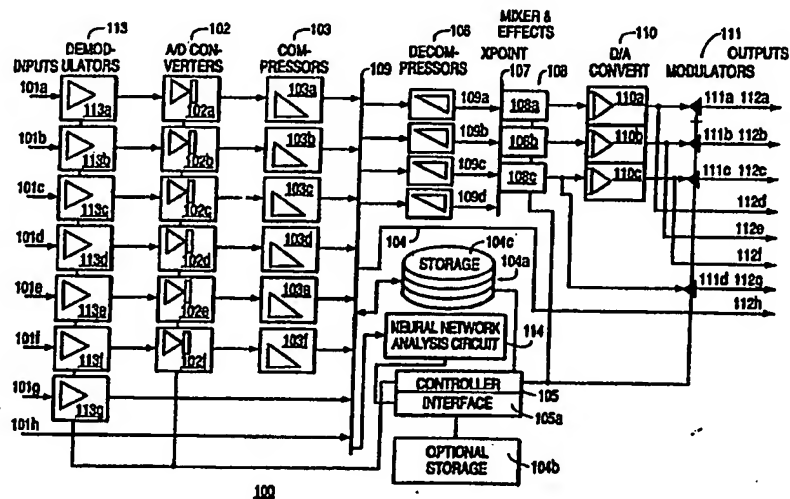 113
102
103
106
MIXER & EFFECTS
XPOINT
110
111
OUTPUTS
INPUTS
DEMOD-
ULATORS
A/D CON-
VERTERS
COM-
PRESSORS
109
DECOM-
PRESSORS
107
108
D/A
CONVERT
MODULATORS
101a
113a
102a
103a
109a
108a
110a
111a 112a
101b
113b
102b
103b
109b
108b
110b
111b 112b
101c
113c
102c
103c
109c
108c
110c
111c 112c
109d
112d
101d
113d
102d
103d
104
104c
STORAGE
104a
112e
112f
101e
113e
102e
103e
111d 112g
112h
101f
113f
102f
103f
NEURAL NETWORK
ANALYSIS CIRCUIT
114
101g
113g
CONTROLLER
105
INTERFACE
105a
101h
OPTIONAL
STORAGE
104b
100